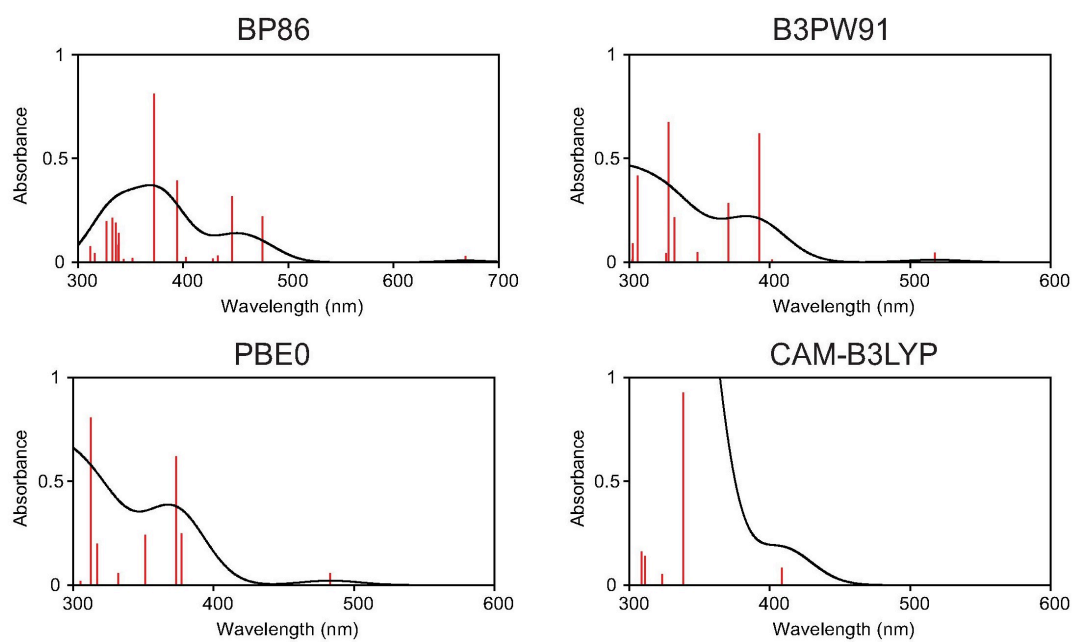 BP86
1
0.5
0
Absorbance
300 400 500 600 700
Wavelength (nm)
B3PW91
1
0.5
0
Absorbance
300 400 500 600
Wavelength (nm)
PBE0
1
0.5
0
Absorbance
300 400 500 600
Wavelength (nm)
CAM-B3LYP
1
0.5
0
Absorbance
300 400 500 600
Wavelength (nm)